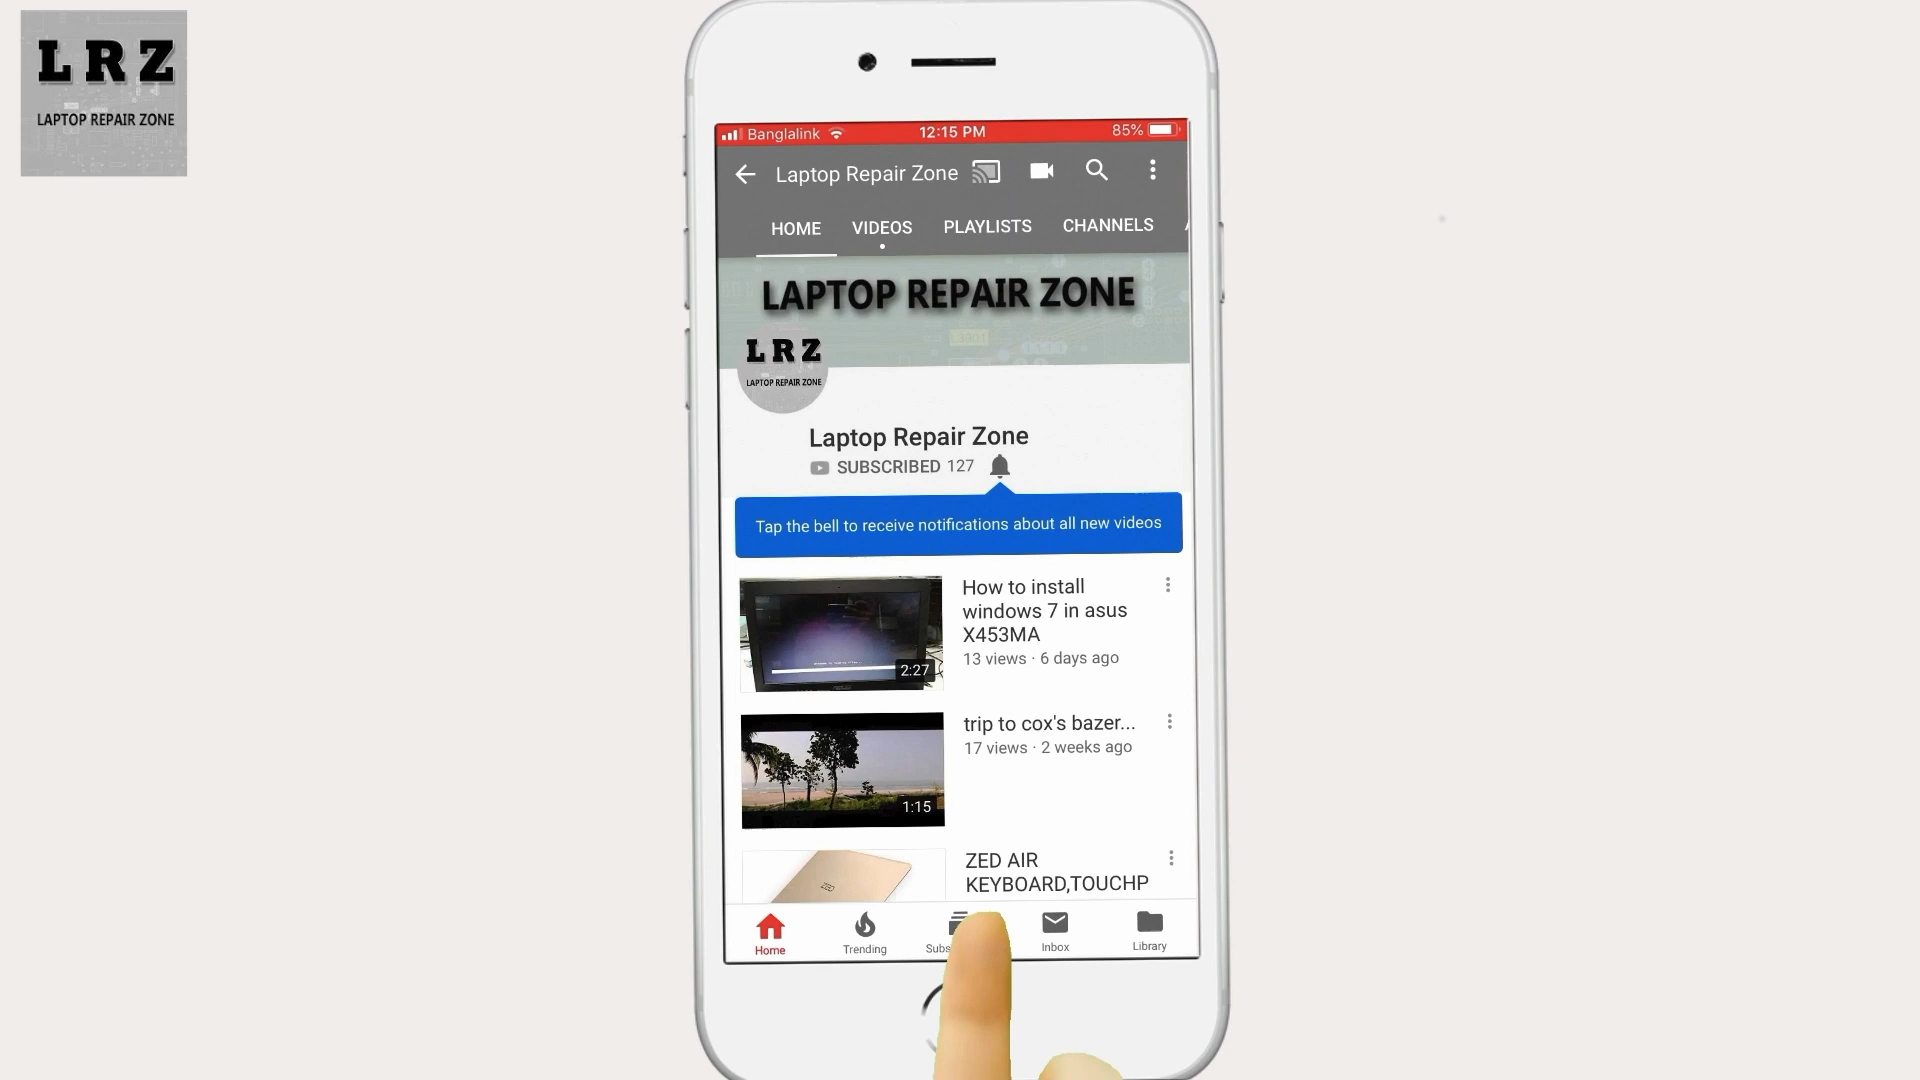 L R Z
LAPTOP REPAIR ZONE
Banglalink
12:15 PM
85%
Laptop Repair Zone
HOME
VIDEOS
PLAYLISTS
CHANNELS
LAPTOP REPAIR ZONE
L R Z
LAPTOP REPAIR ZONE
Laptop Repair Zone
SUBSCRIBED 127
Tap the bell to receive notifications about all new videos
How to install
windows 7 in asus
X453MA
13 views · 6 days ago
2:27
trip to cox's bazer...
17 views · 2 weeks ago
1:15
ZED AIR
KEYBOARD,TOUCHP
Home
Trending
Subs
Inbox
Library